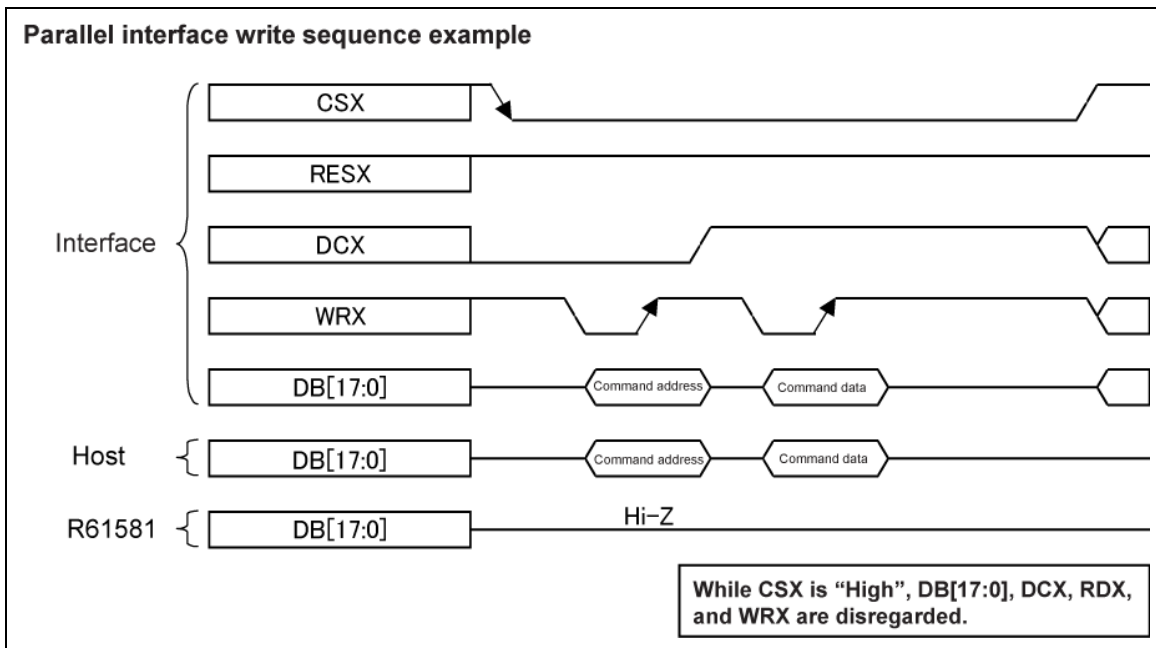 Parallel interface write sequence example
CSX
RESX
Interface
DCX
WRX
DB[17:0]
Command address
Command data
Host
DB[17:0]
Command address
Command data
R61581
DB[17:0]
Hi-Z
While CSX is “High”, DB[17:0], DCX, RDX,
and WRX are disregarded.